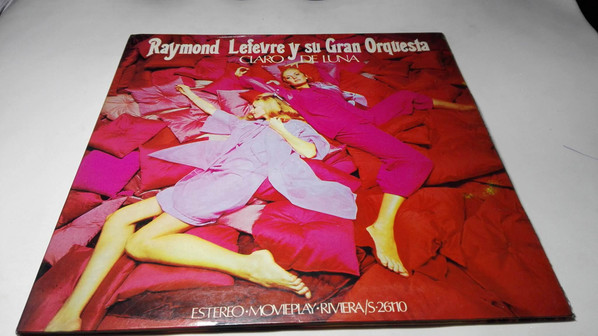 Raymond Lefevre y su Gran Orquesta
CLARO DE LUNA
ESTEREO•MOVIEPLAY•RIVIERA/S-26110